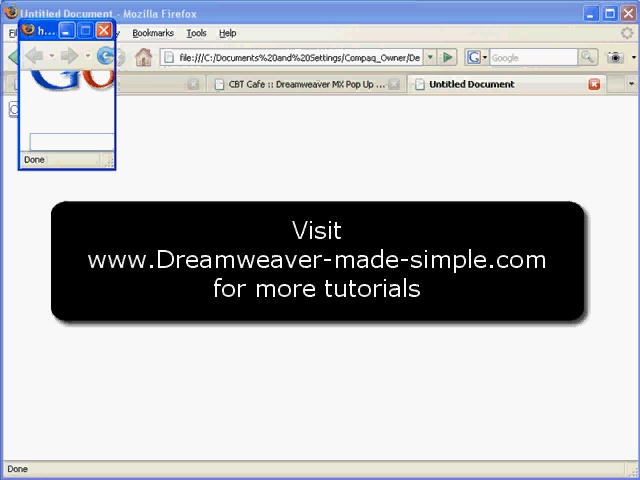 Untitled Document - Mozilla Firefox
h...
Bookmarks Tools Help
file:///C:/Documents%20and%20Settings/Compaq_Owner/De
Google
CBT Cafe :: Dreamweaver MX Pop Up ...
Untitled Document
Go
Done
Visit
www.Dreamweaver-made-simple.com
for more tutorials
Done